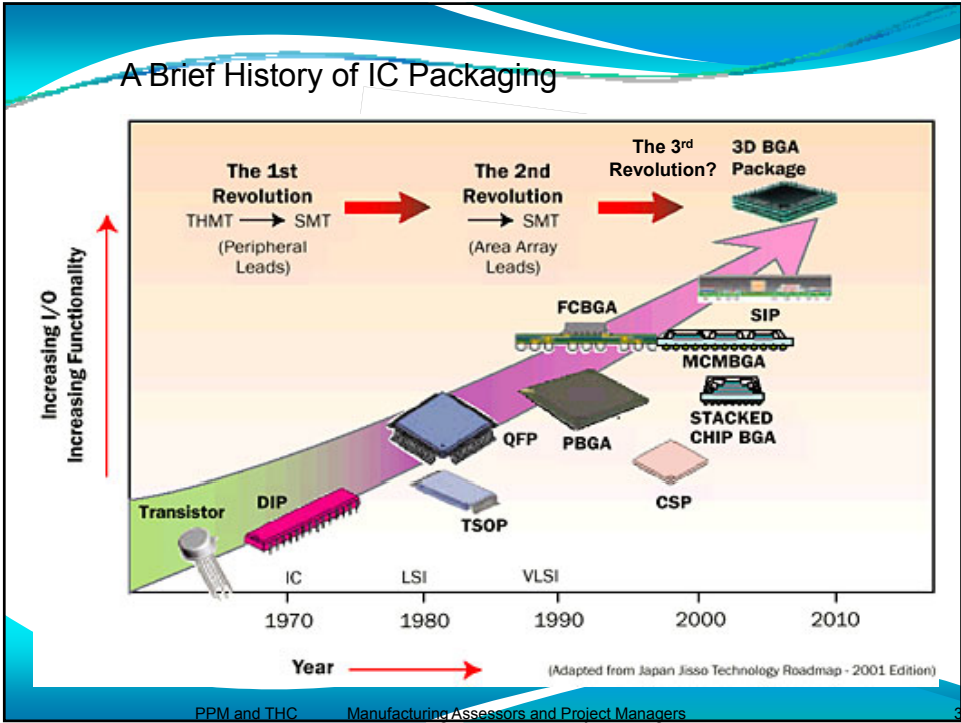 A Brief History of IC Packaging
The 1st
Revolution
THMT → SMT
(Peripheral
Leads)
The 2nd
Revolution
→ SMT
(Area Array
Leads)
The 3rd
Revolution?
3D BGA
Package
Increasing I/O
Increasing Functionality
FCBGA
SIP
MCMBGA
STACKED
CHIP BGA
QFP
PBGA
CSP
TSOP
DIP
Transistor
IC
LSI
VLSI
1970
1980
1990
2000
2010
Year
(Adapted from Japan Jisso Technology Roadmap - 2001 Edition)
PPM and THC
Manufacturing Assessors and Project Managers
3